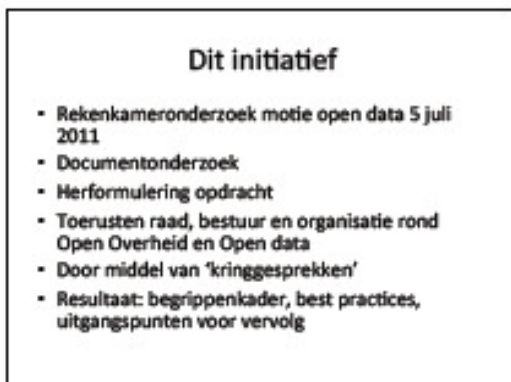 Dit initiatief
▪ Rekenkameronderzoek motie open data 5 juli
2011
▪ Documentonderzoek
▪ Herformulering opdracht
▪ Toerusten raad, bestuur en organisatie rond
Open Overheid en Open data
▪ Door middel van 'kringgesprekken'
▪ Resultaat: begrippenkader, best practices,
uitgangspunten voor vervolg